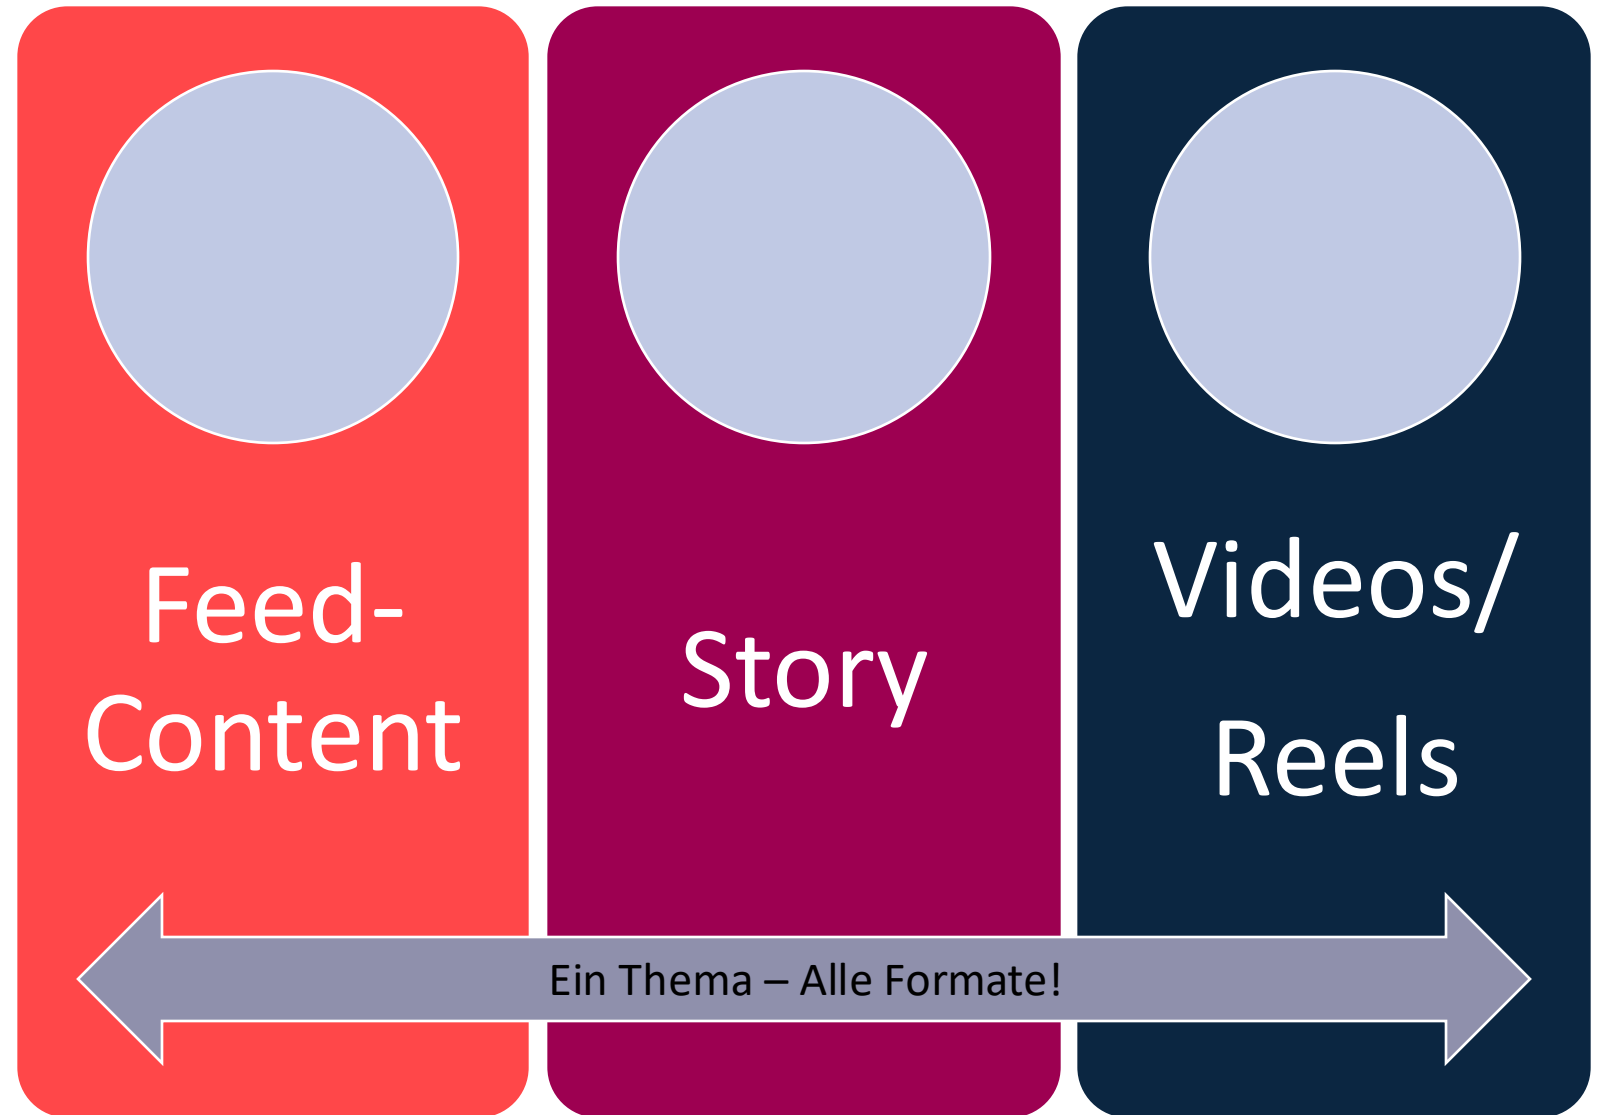 Feed-
Content
Story
Videos/
Reels
Ein Thema – Alle Formate!